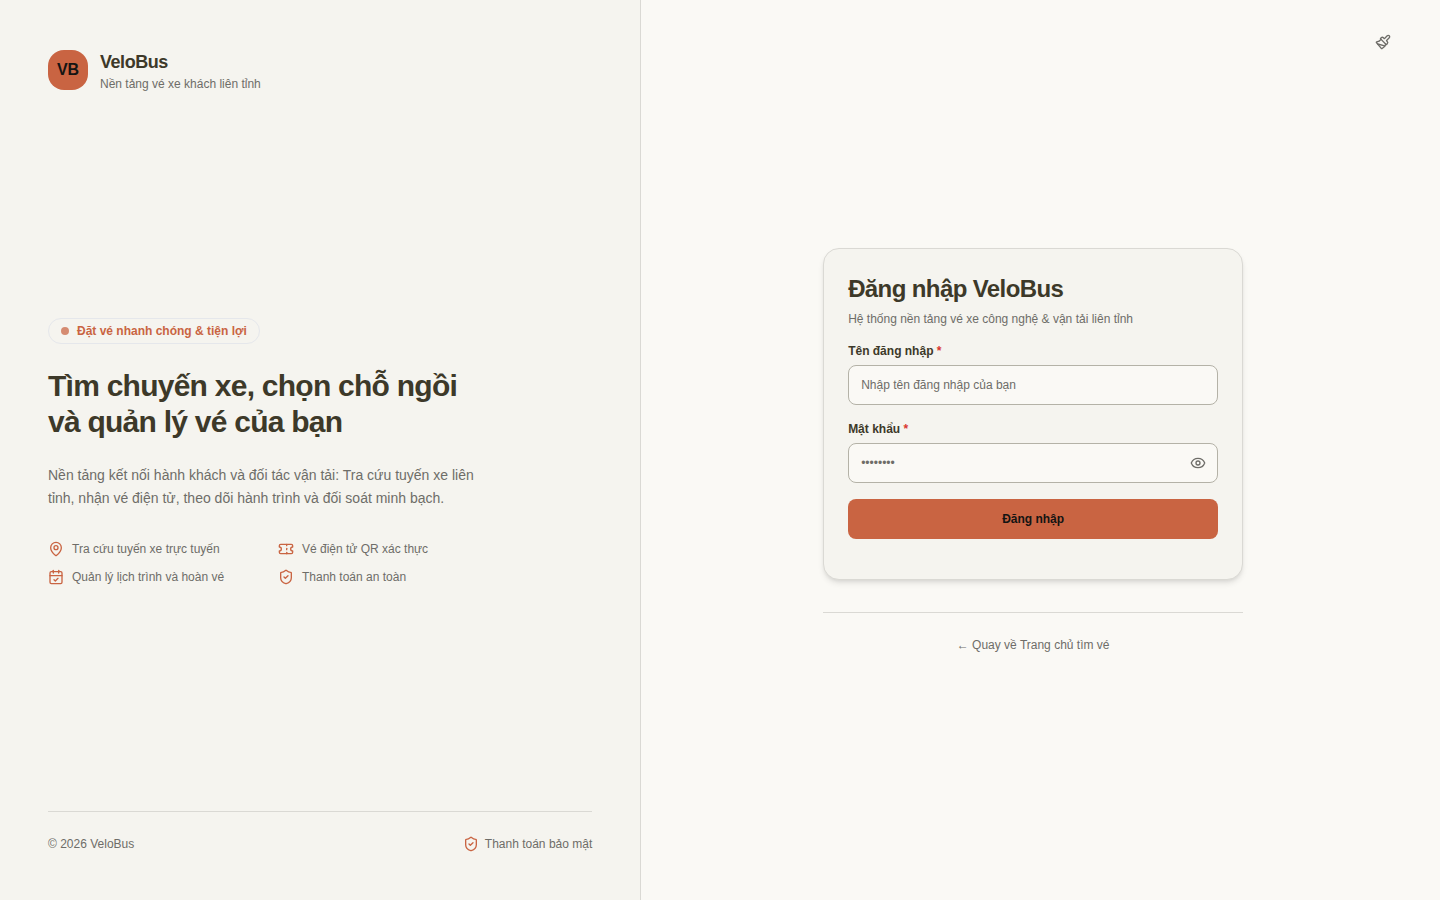 VB
VeloBus
Nền tảng vé xe khách liên tỉnh
Đặt vé nhanh chóng & tiện lợi
Tìm chuyến xe, chọn chỗ ngồi
và quản lý vé của bạn
Nền tảng kết nối hành khách và đối tác vận tải: Tra cứu tuyến xe liên
tỉnh, nhận vé điện tử, theo dõi hành trình và đối soát minh bạch.
Tra cứu tuyến xe trực tuyến
Vé điện tử QR xác thực
Quản lý lịch trình và hoàn vé
Thanh toán an toàn
© 2026 VeloBus
Thanh toán bảo mật
Đăng nhập VeloBus
Hệ thống nền tảng vé xe công nghệ & vận tải liên tỉnh
Tên đăng nhập *
Nhập tên đăng nhập của bạn
Mật khẩu *
••••••••
Đăng nhập
← Quay về Trang chủ tìm vé